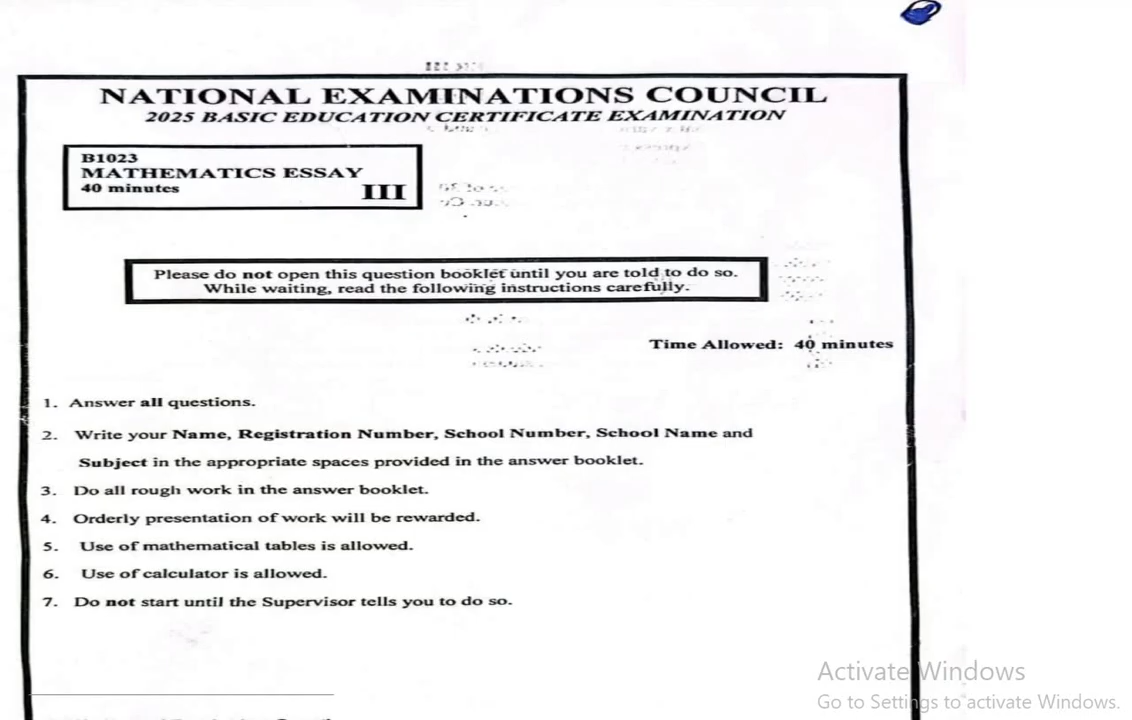 NATIONAL EXAMINATIONS COUNCIL
2025 BASIC EDUCATION CERTIFICATE EXAMINATION
B1023
MATHEMATICS ESSAY
40 minutes
III
Please do not open this question booklet until you are told to do so.
While waiting, read the following instructions carefully.
Time Allowed: 40 minutes
1. Answer all questions.
2. Write your Name, Registration Number, School Number, School Name and
Subject in the appropriate spaces provided in the answer booklet.
3. Do all rough work in the answer booklet.
4. Orderly presentation of work will be rewarded.
5. Use of mathematical tables is allowed.
6. Use of calculator is allowed.
7. Do not start until the Supervisor tells you to do so.
Activate Windows
Go to Settings to activate Windows.